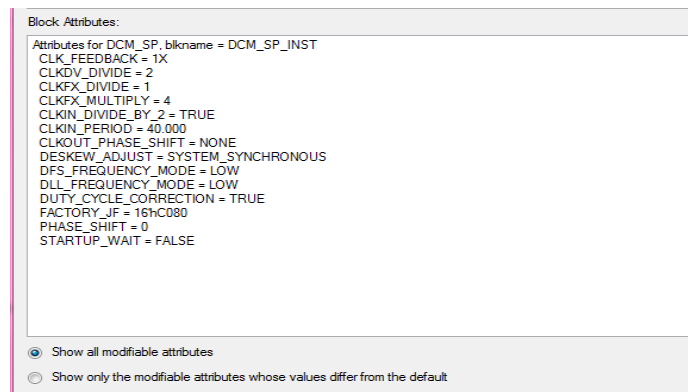 Block Attributes:
Attributes for DCM_SP, blkname = DCM_SP_INST
CLK_FEEDBACK = 1X
CLKDV_DIVIDE = 2
CLKFX_DIVIDE = 1
CLKFX_MULTIPLY = 4
CLKIN_DIVIDE_BY_2 = TRUE
CLKIN_PERIOD = 40.000
CLKOUT_PHASE_SHIFT = NONE
DESKEW_ADJUST = SYSTEM_SYNCHRONOUS
DFS_FREQUENCY_MODE = LOW
DLL_FREQUENCY_MODE = LOW
DUTY_CYCLE_CORRECTION = TRUE
FACTORY_JF = 16'hC080
PHASE_SHIFT = 0
STARTUP_WAIT = FALSE
Show all modifiable attributes
Show only the modifiable attributes whose values differ from the default